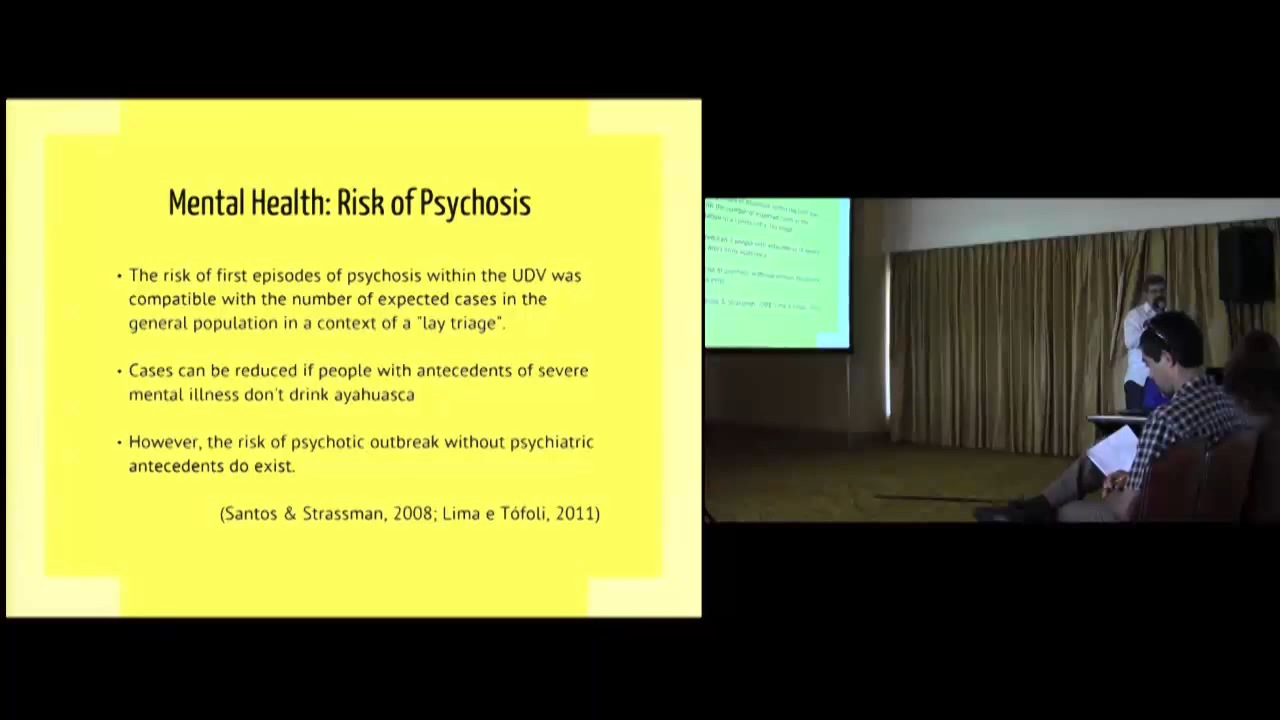 Mental Health: Risk of Psychosis
• The risk of first episodes of psychosis within the UDV was
compatible with the number of expected cases in the
general population in a context of a "lay triage".
• Cases can be reduced if people with antecedents of severe
mental illness don't drink ayahuasca
• However, the risk of psychotic outbreak without psychiatric
antecedents do exist.
(Santos & Strassman, 2008; Lima e Tófoli, 2011)